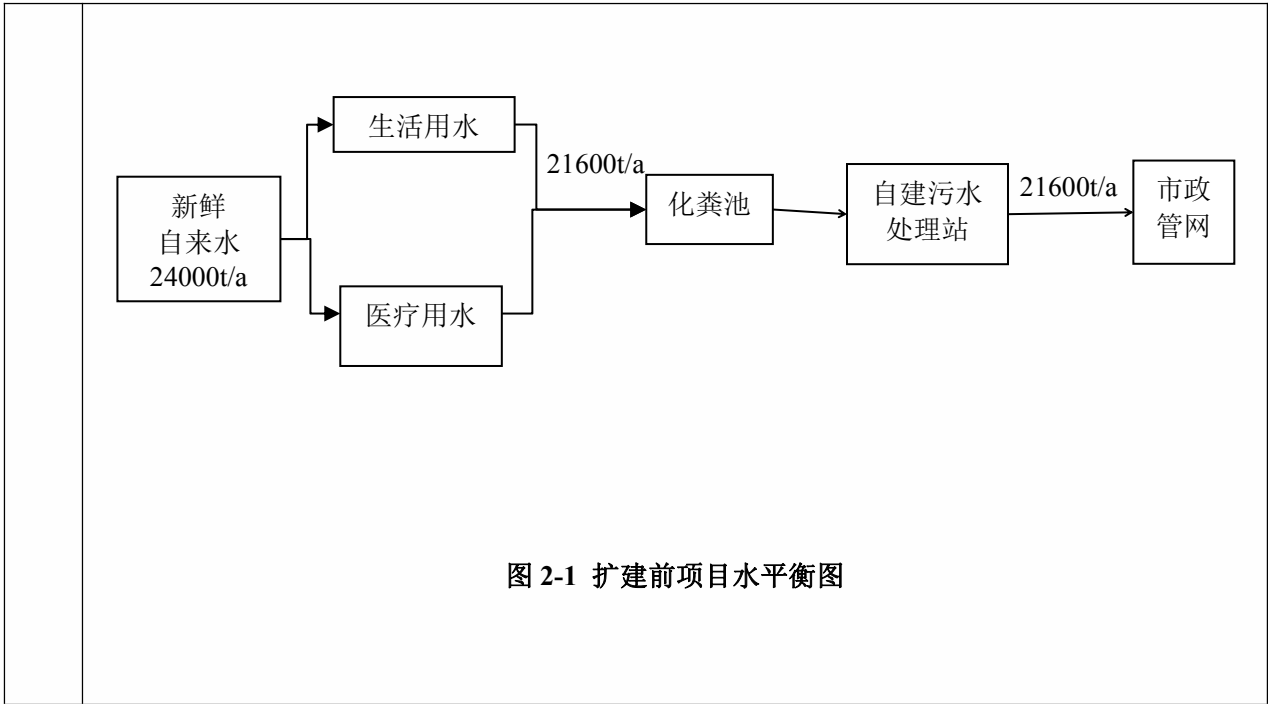 新鲜
自来水
24000t/a
生活用水
医疗用水
21600t/a
化粪池
自建污水
处理站
21600t/a
市政
管网
图 2-1 扩建前项目水平衡图